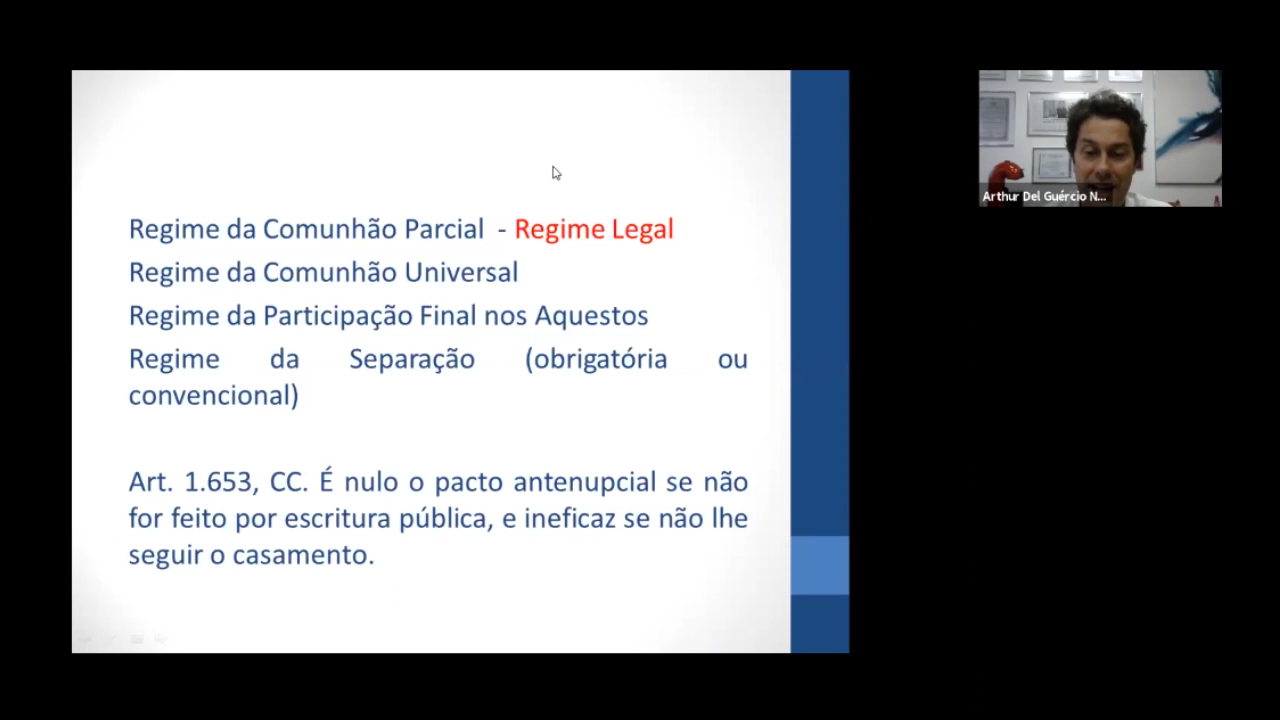 Regime da Comunhão Parcial - Regime Legal
Regime da Comunhão Universal
Regime da Participação Final nos Aquestos
Regime da Separação (obrigatória ou
convencional)
Art. 1.653, CC. É nulo o pacto antenupcial se não
for feito por escritura pública, e ineficaz se não lhe
seguir o casamento.
Arthur Del Guércio N...